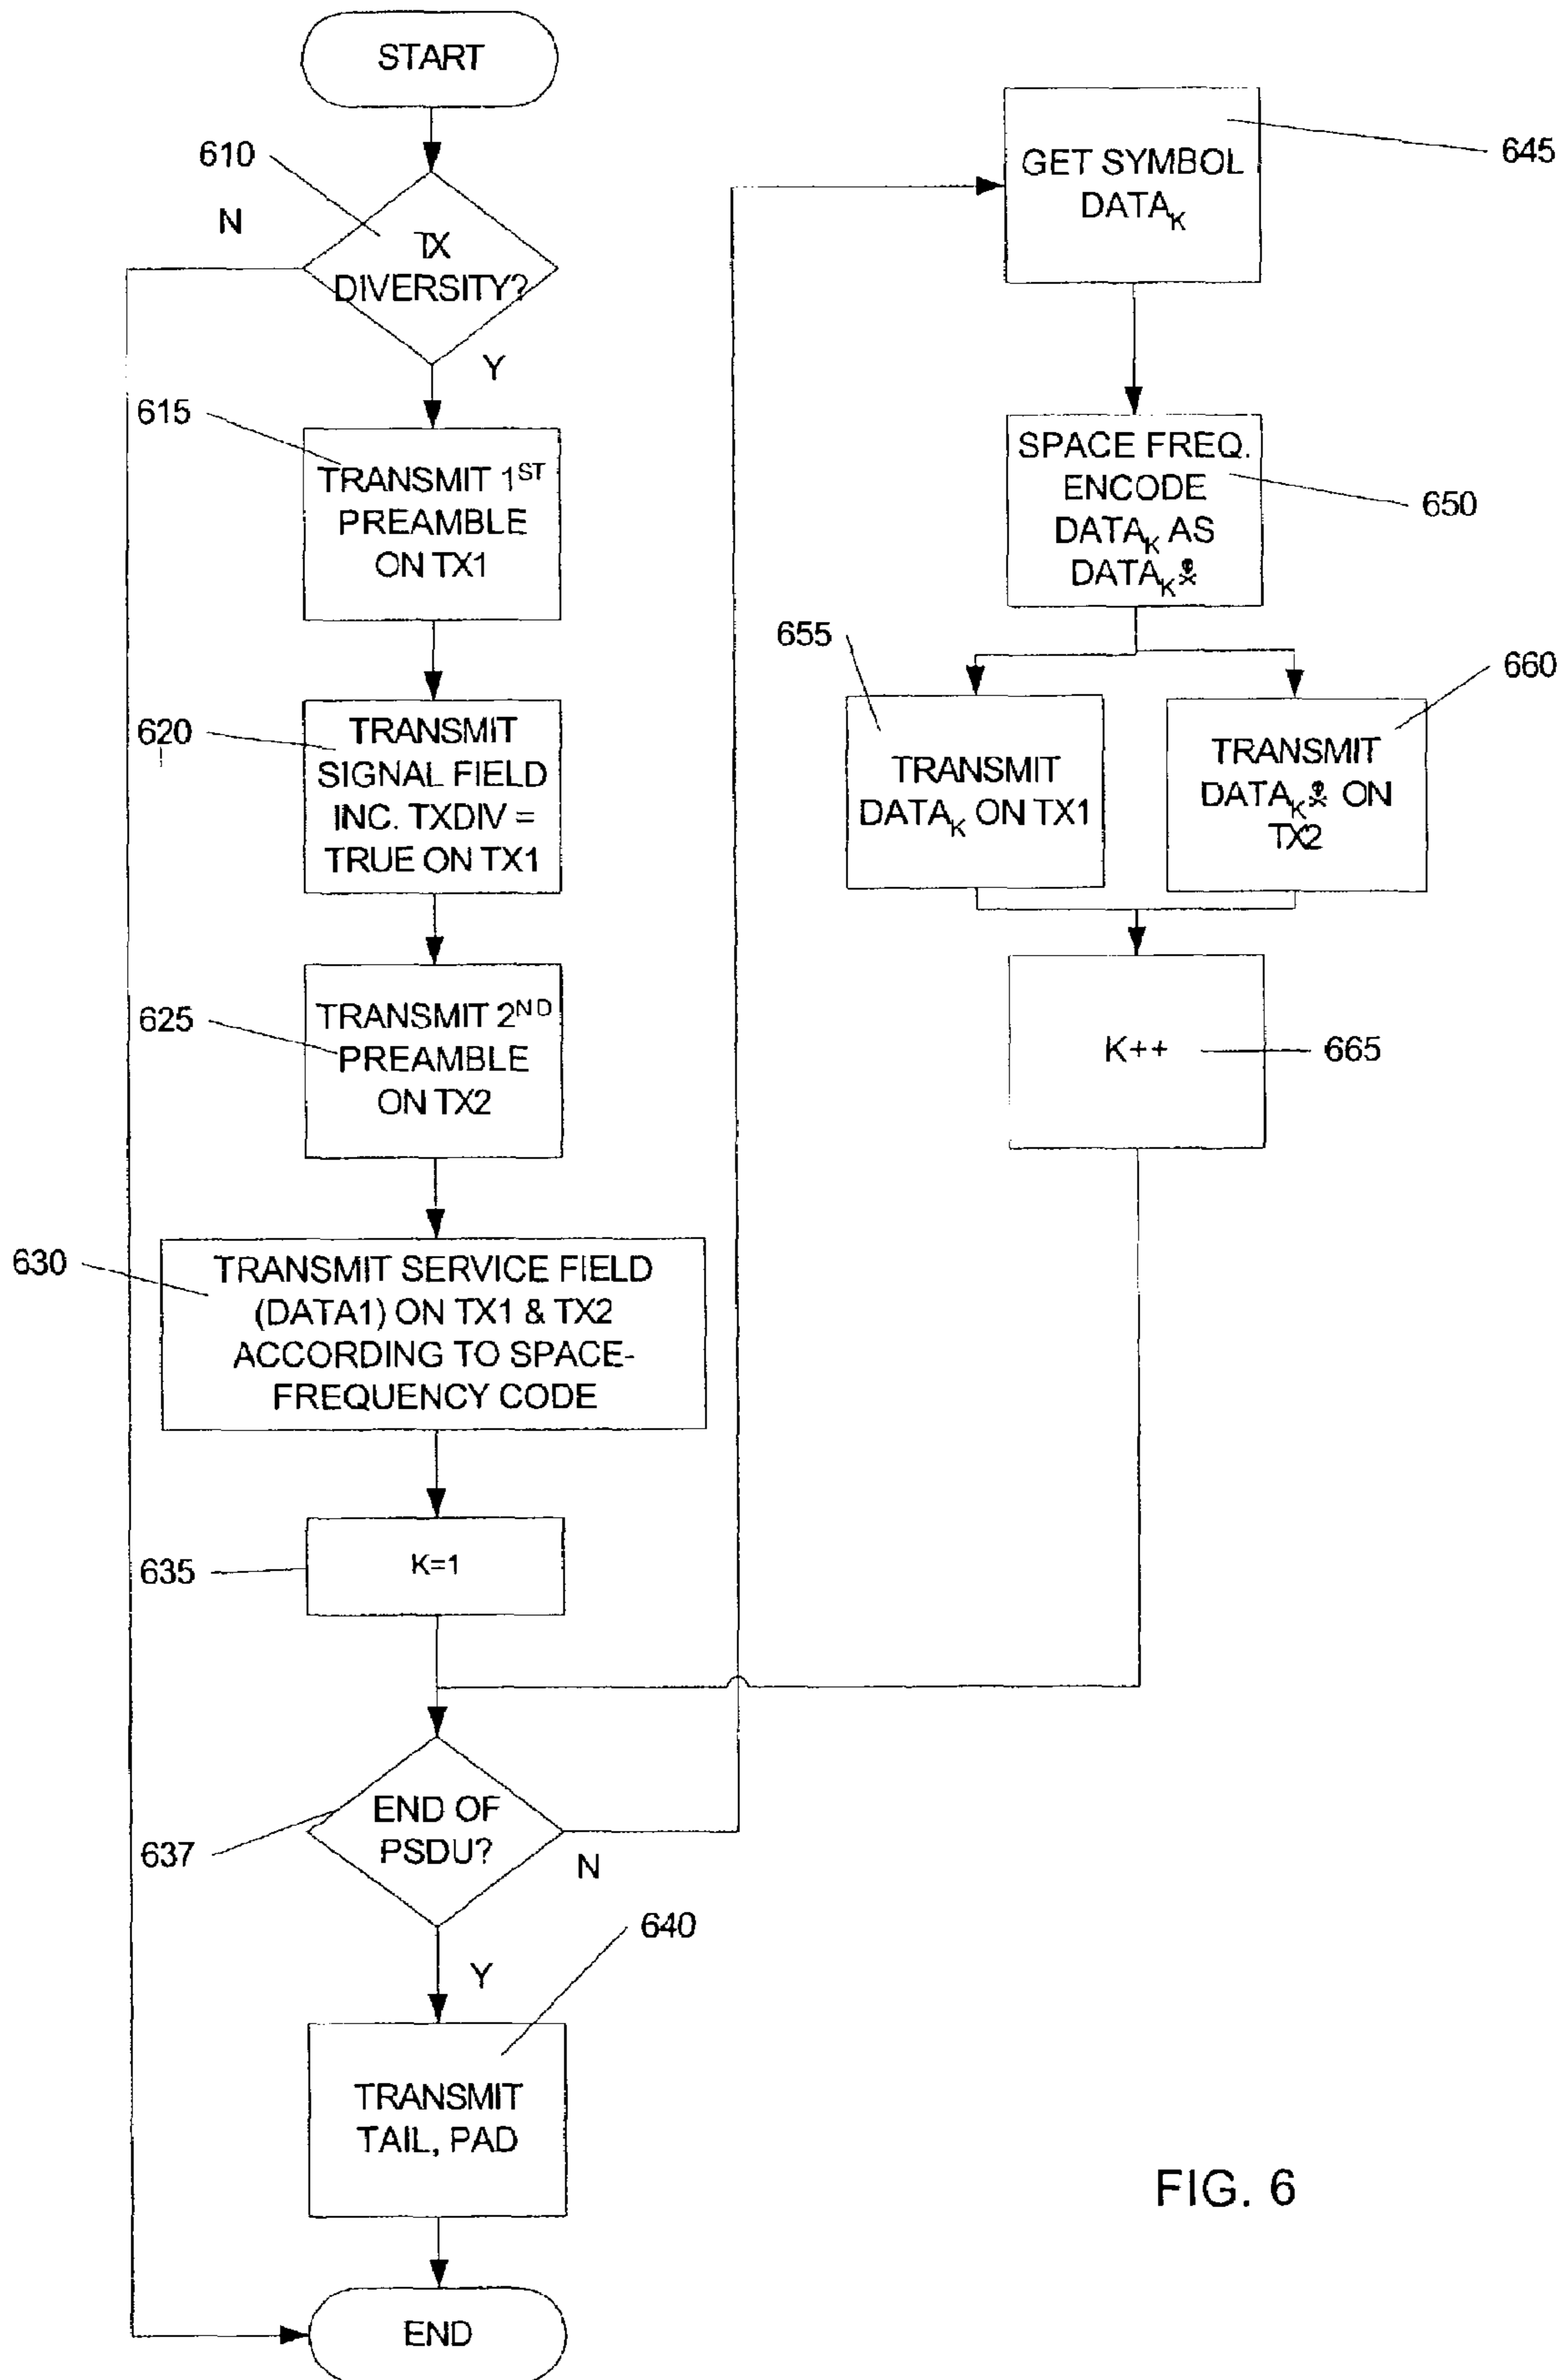 START
610
N
TX
DIVERSITY?
Y
615
TRANSMIT 1ST
PREAMBLE
ON TX1
620
TRANSMIT
SIGNAL FIELD
INC. TXDIV =
TRUE ON TX1
625
TRANSMIT 2ND
PREAMBLE
ON TX2
630
TRANSMIT SERVICE FIELD
(DATA1) ON TX1 & TX2
ACCORDING TO SPACE-
FREQUENCY CODE
635
K=1
637
END OF
PSDU?
N
Y
640
TRANSMIT
TAIL, PAD
END
645
GET SYMBOL
DATAK
650
SPACE FREQ.
ENCODE
DATAK AS
DATAK☠
655
TRANSMIT
DATAK ON TX1
660
TRANSMIT
DATAK☠ ON
TX2
K++
665
FIG. 6